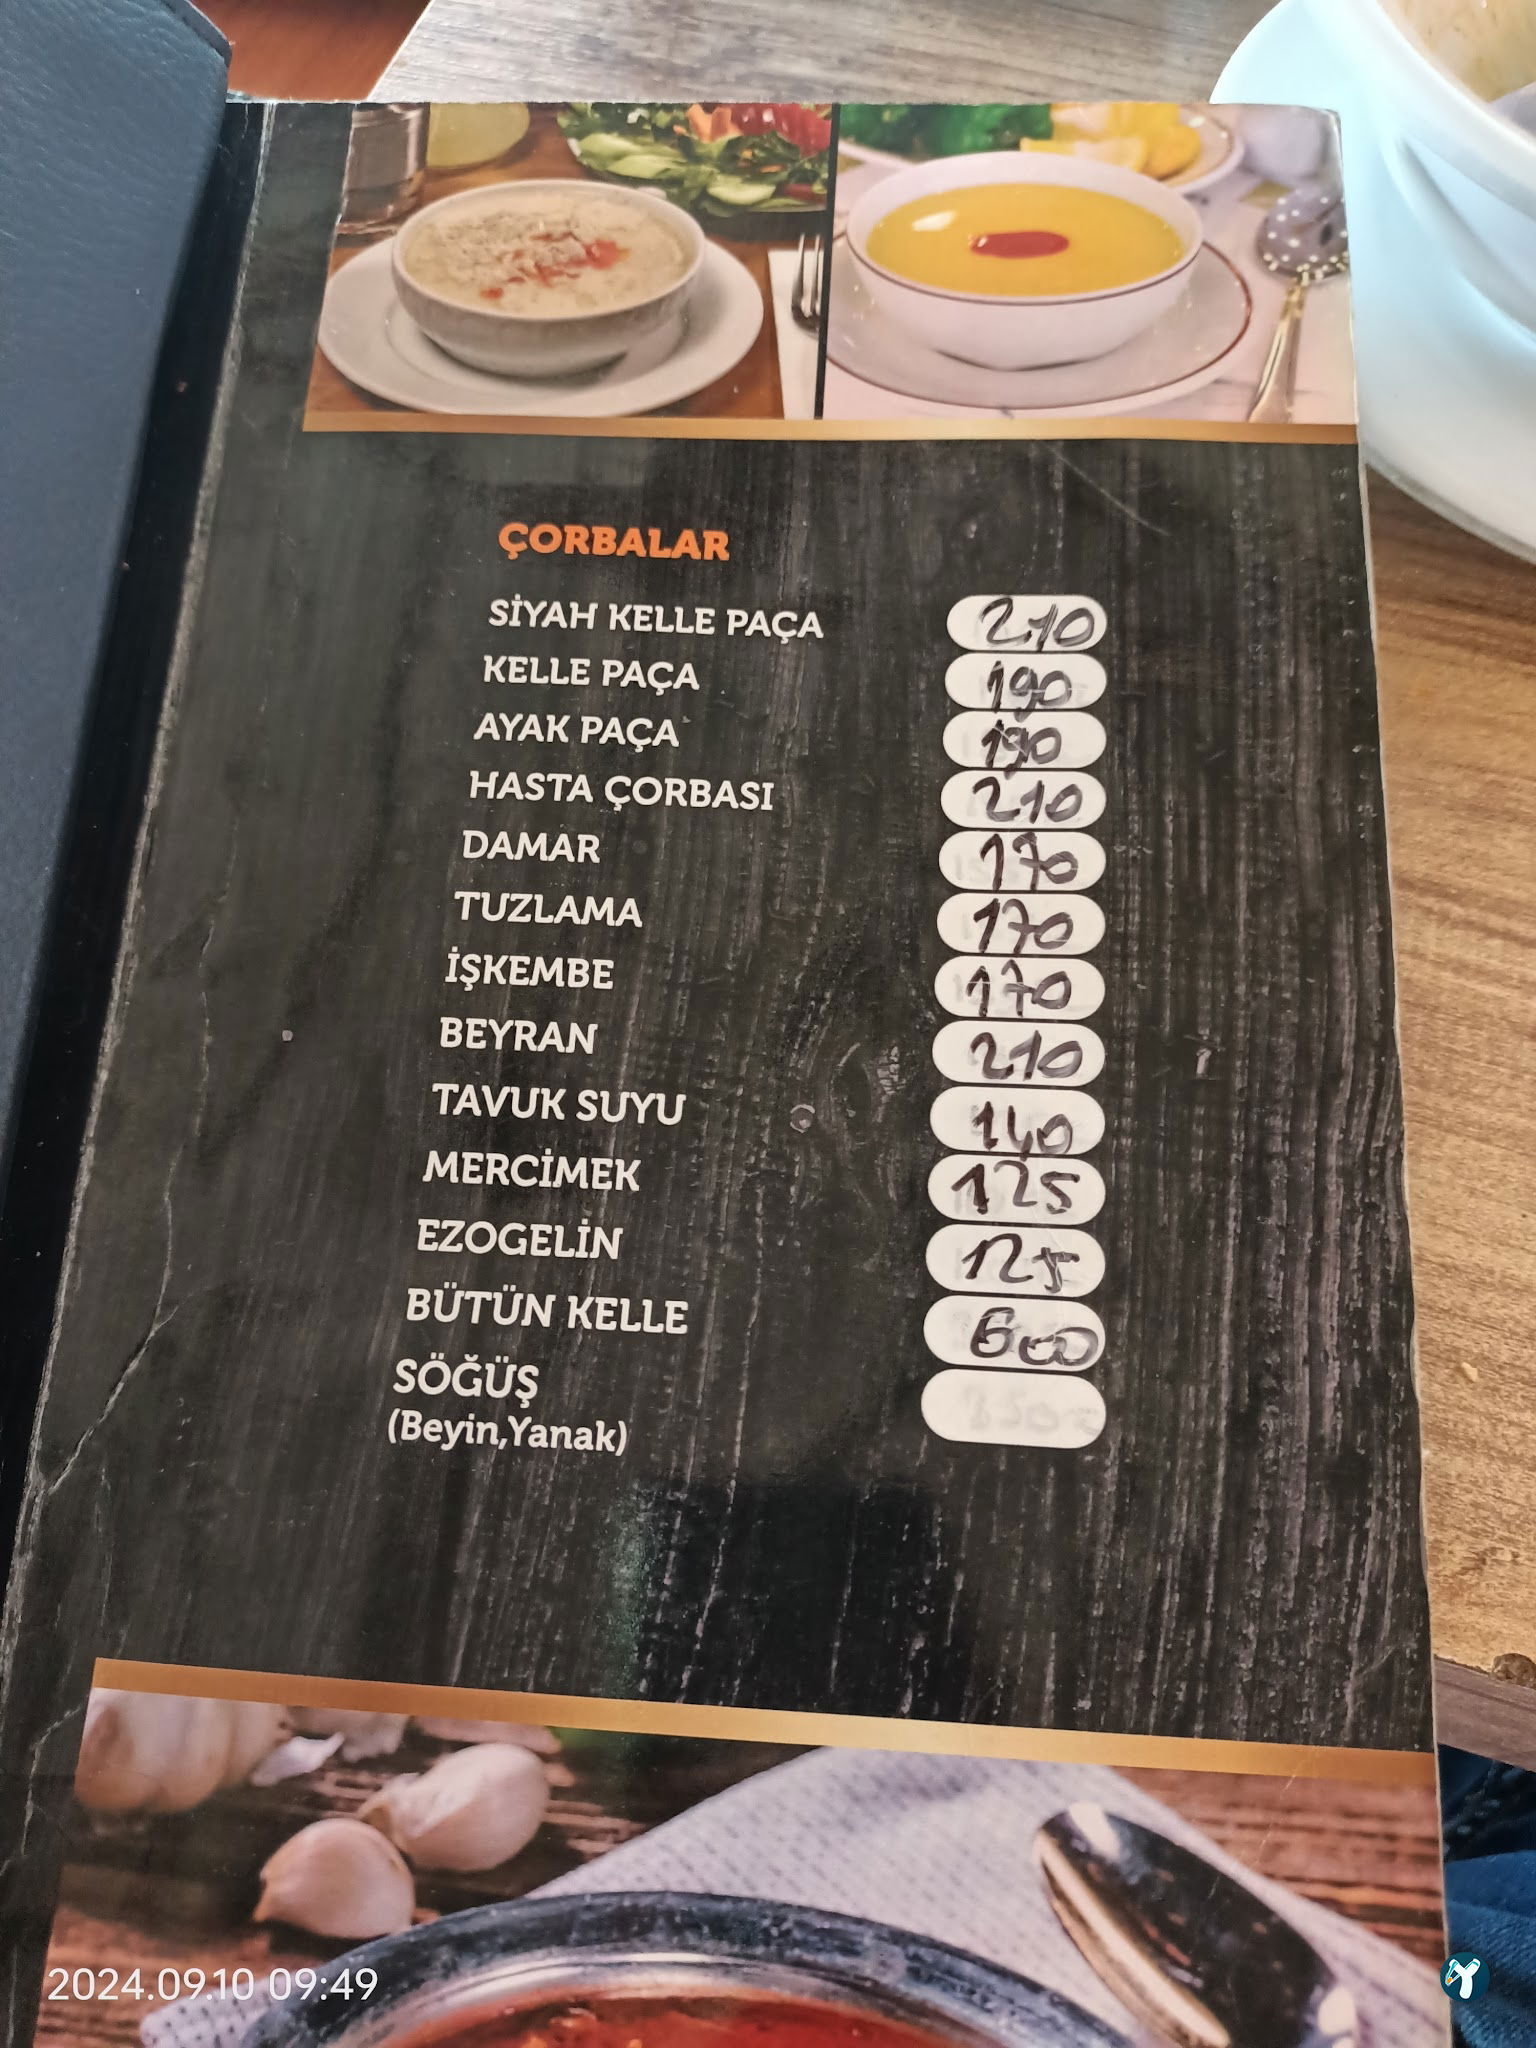 ÇORBALAR
SİYAH KELLE PAÇA 210
KELLE PAÇA 190
AYAK PAÇA 190
HASTA ÇORBASI 210
DAMAR 170
TUZLAMA 170
İŞKEMBE 170
BEYRAN 210
TAVUK SUYU 140
MERCİMEK 125
EZOGELİN 125
BÜTÜN KELLE 600
SÖĞÜŞ
(Beyin,Yanak)
2024.09.10 09:49